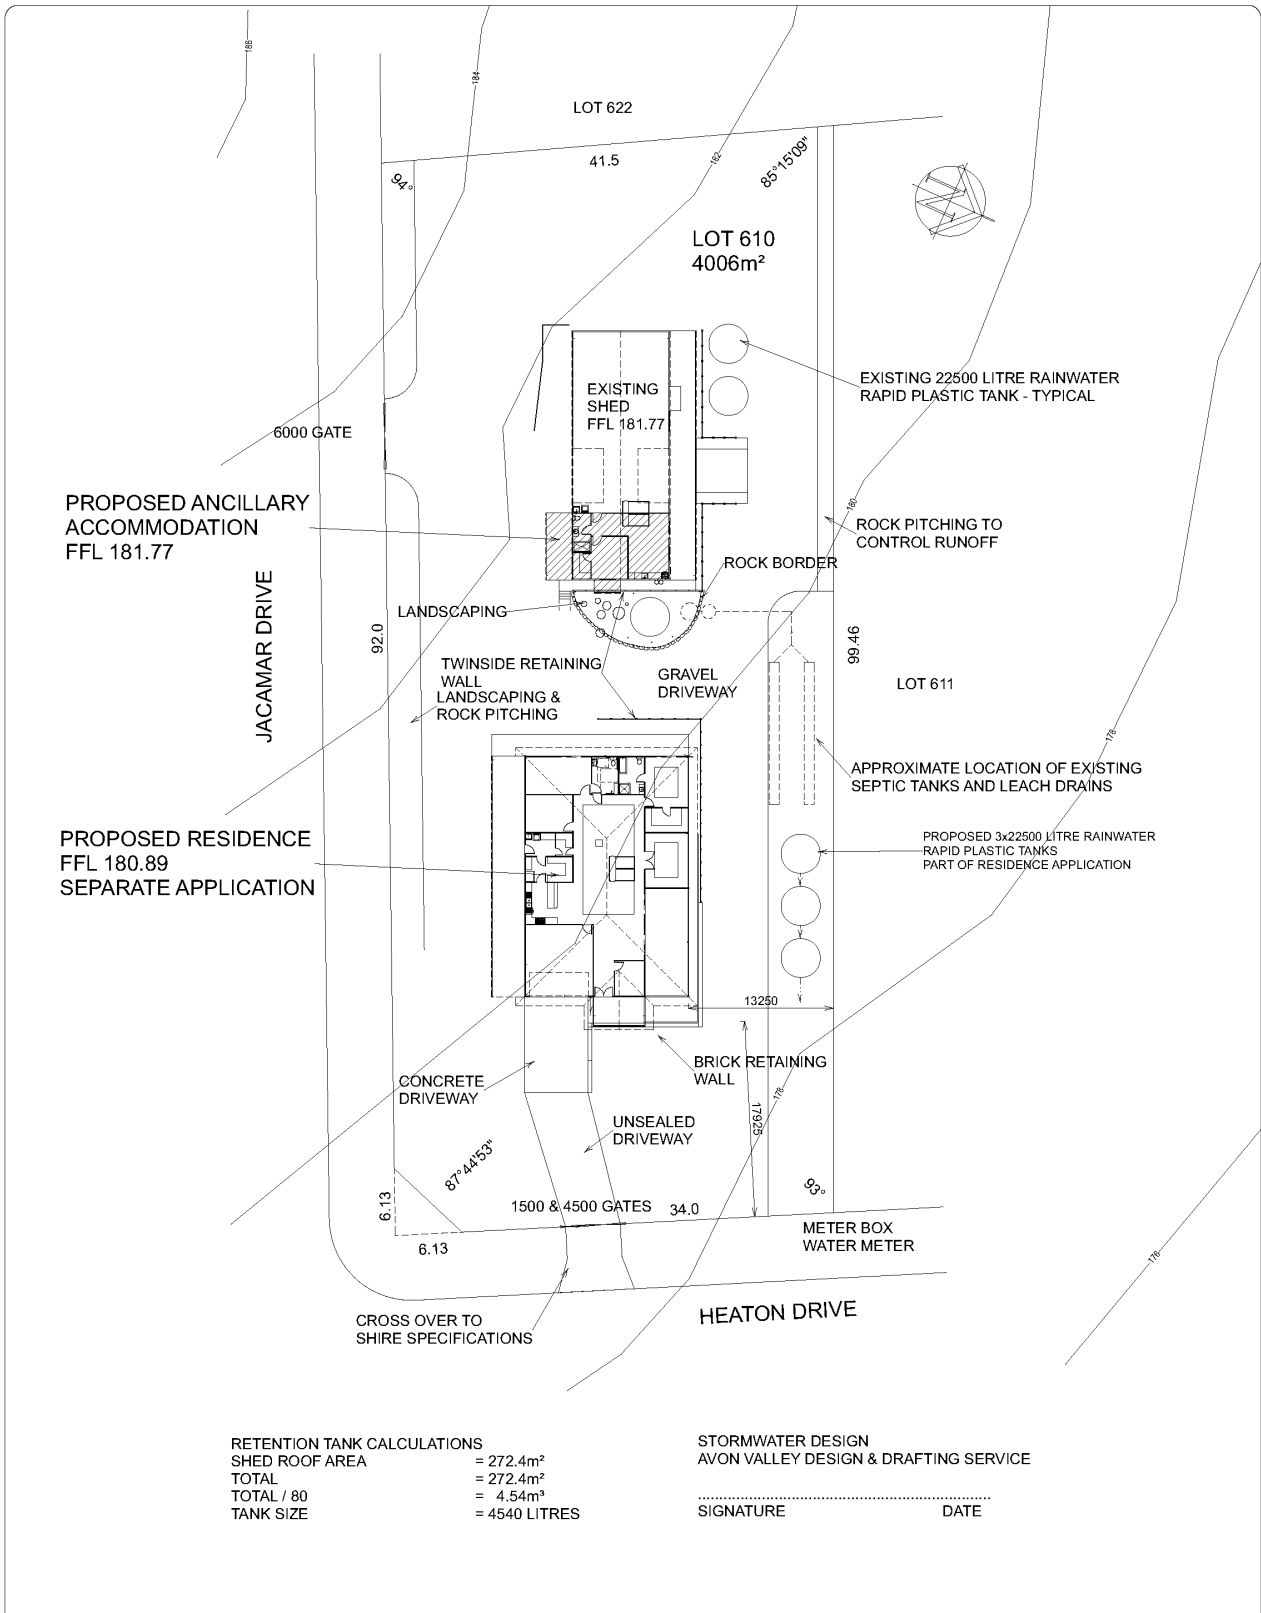 186
184
LOT 622
41.5
182
85°15'09"
94°
LOT 610
4006m²
EXISTING
SHED
FFL 181.77
EXISTING 22500 LITRE RAINWATER
RAPID PLASTIC TANK - TYPICAL
6000 GATE
PROPOSED ANCILLARY
ACCOMMODATION
FFL 181.77
180
ROCK PITCHING TO
CONTROL RUNOFF
ROCK BORDER
LANDSCAPING
JACAMAR DRIVE
92.0
99.46
TWINSIDE RETAINING
WALL
LANDSCAPING &
ROCK PITCHING
GRAVEL
DRIVEWAY
LOT 611
178
APPROXIMATE LOCATION OF EXISTING
SEPTIC TANKS AND LEACH DRAINS
PROPOSED RESIDENCE
FFL 180.89
SEPARATE APPLICATION
PROPOSED 3x22500 LITRE RAINWATER
RAPID PLASTIC TANKS
PART OF RESIDENCE APPLICATION
13250
BRICK RETAINING
WALL
CONCRETE
DRIVEWAY
178
17925
UNSEALED
DRIVEWAY
87°44'53"
93°
6.13
1500 & 4500 GATES
34.0
6.13
METER BOX
WATER METER
176
CROSS OVER TO
SHIRE SPECIFICATIONS
HEATON DRIVE
RETENTION TANK CALCULATIONS
SHED ROOF AREA = 272.4m²
TOTAL = 272.4m²
TOTAL / 80 = 4.54m³
TANK SIZE = 4540 LITRES
STORMWATER DESIGN
AVON VALLEY DESIGN & DRAFTING SERVICE
................................................................
SIGNATURE DATE